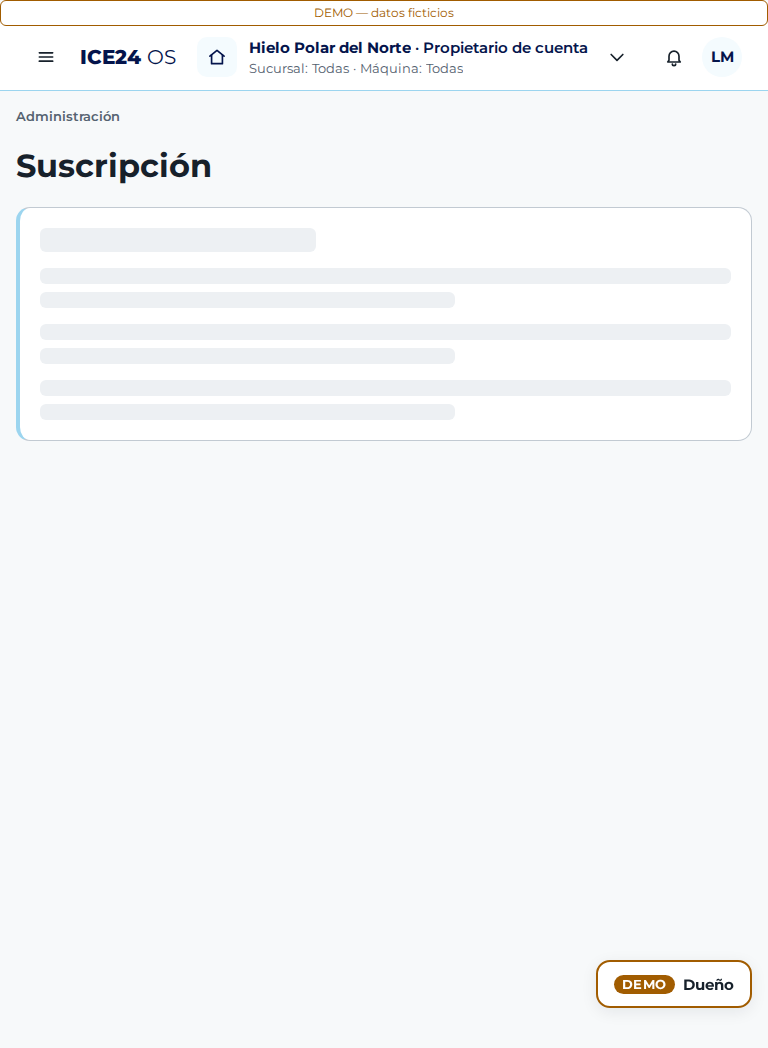 DEMO — datos ficticios
ICE24 OS
Hielo Polar del Norte · Propietario de cuenta
Sucursal: Todas · Máquina: Todas
LM
Administración
Suscripción
DEMO Dueño